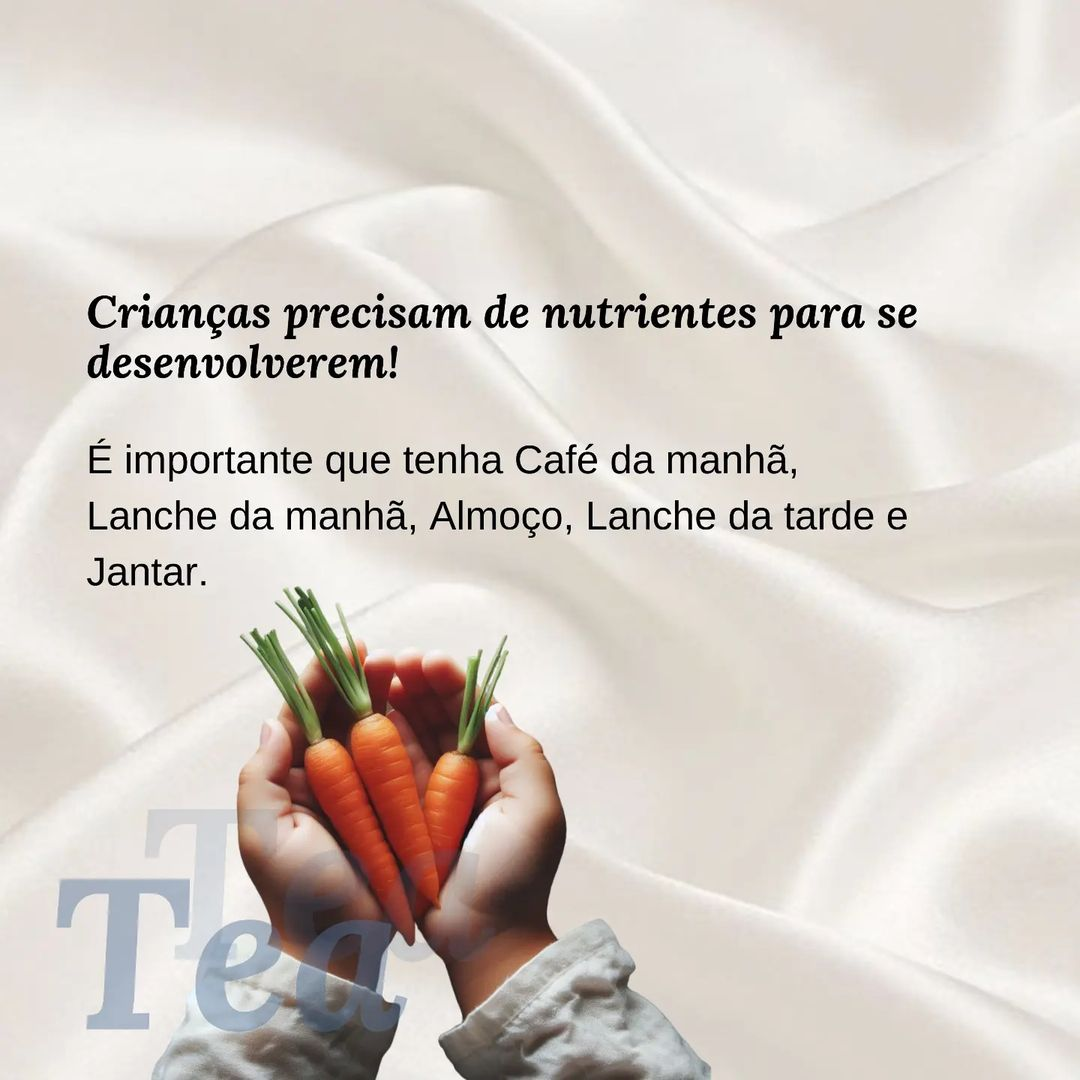 Crianças precisam de nutrientes para se
desenvolverem!
É importante que tenha Café da manhã,
Lanche da manhã, Almoço, Lanche da tarde e
Jantar.
Tea
Tea